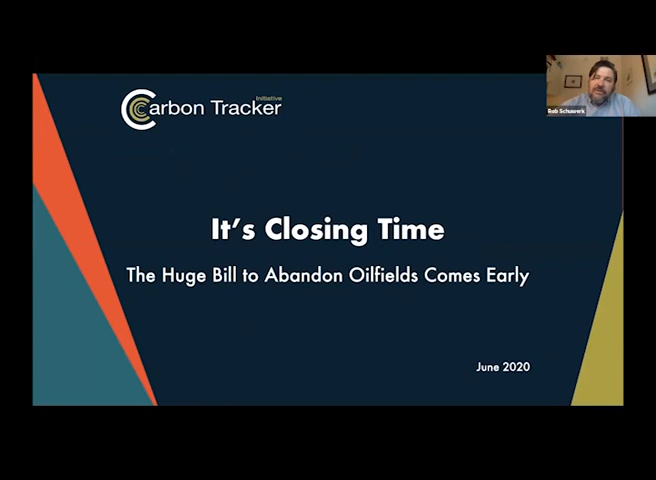 Carbon Tracker
Initiative
Rob Schuwerk
It's Closing Time
The Huge Bill to Abandon Oilfields Comes Early
June 2020